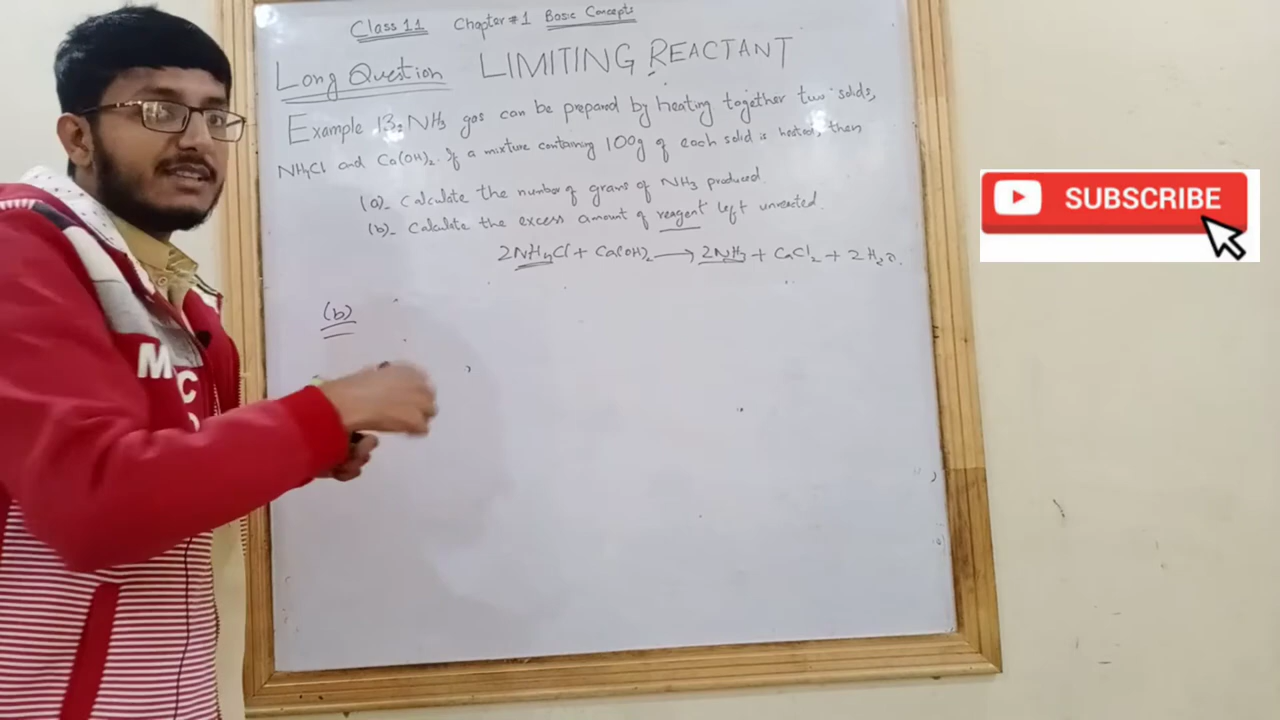 Class 11 Chapter #1 Basic Concepts
Long Question LIMITING REACTANT
Example 13: NH3 gas can be prepared by heating together two solids,
NH4Cl and Ca(OH)2. If a mixture containing 100g of each solid is heated, then
(a)- Calculate the number of grams of NH3 produced.
(b)- Calculate the excess amount of reagent left unreacted.
2NH4Cl + Ca(OH)2 → 2NH3 + CaCl2 + 2H2O.
(b)
SUBSCRIBE
M
C